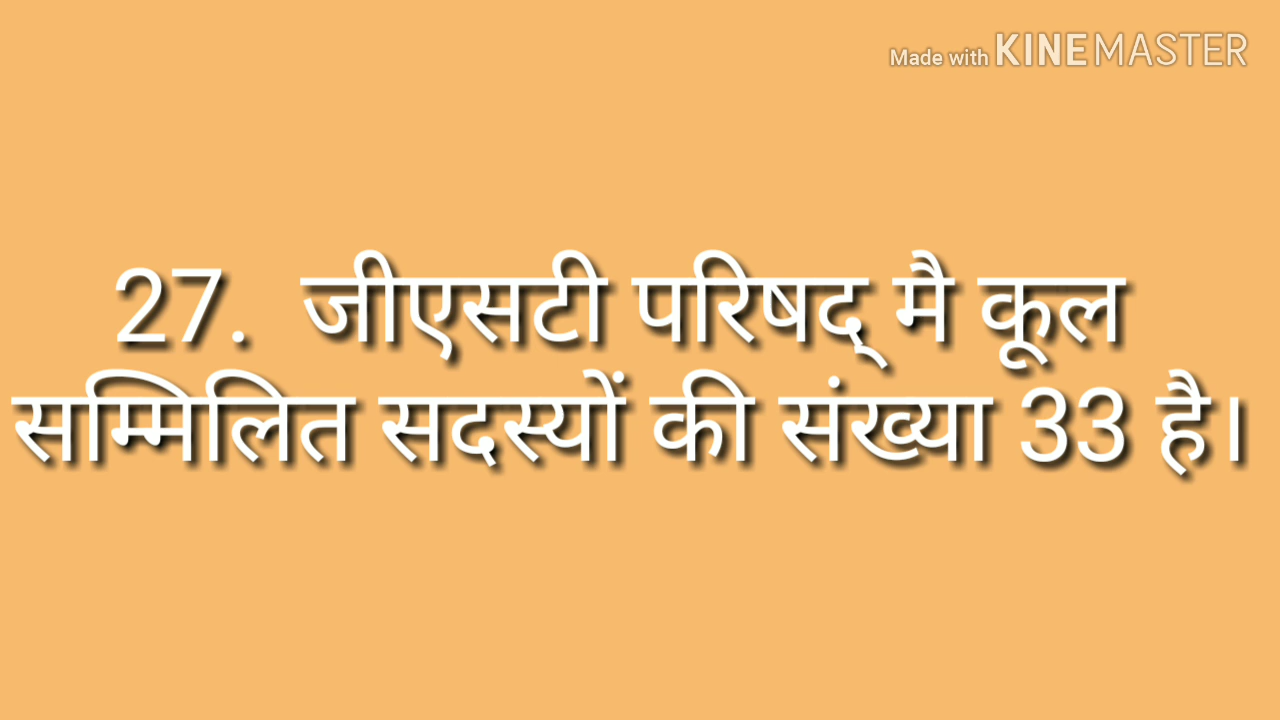 Made with KINEMASTER
27. जीएसटी परिषद् मै कूल
सम्मिलित सदस्यों की संख्या 33 है।